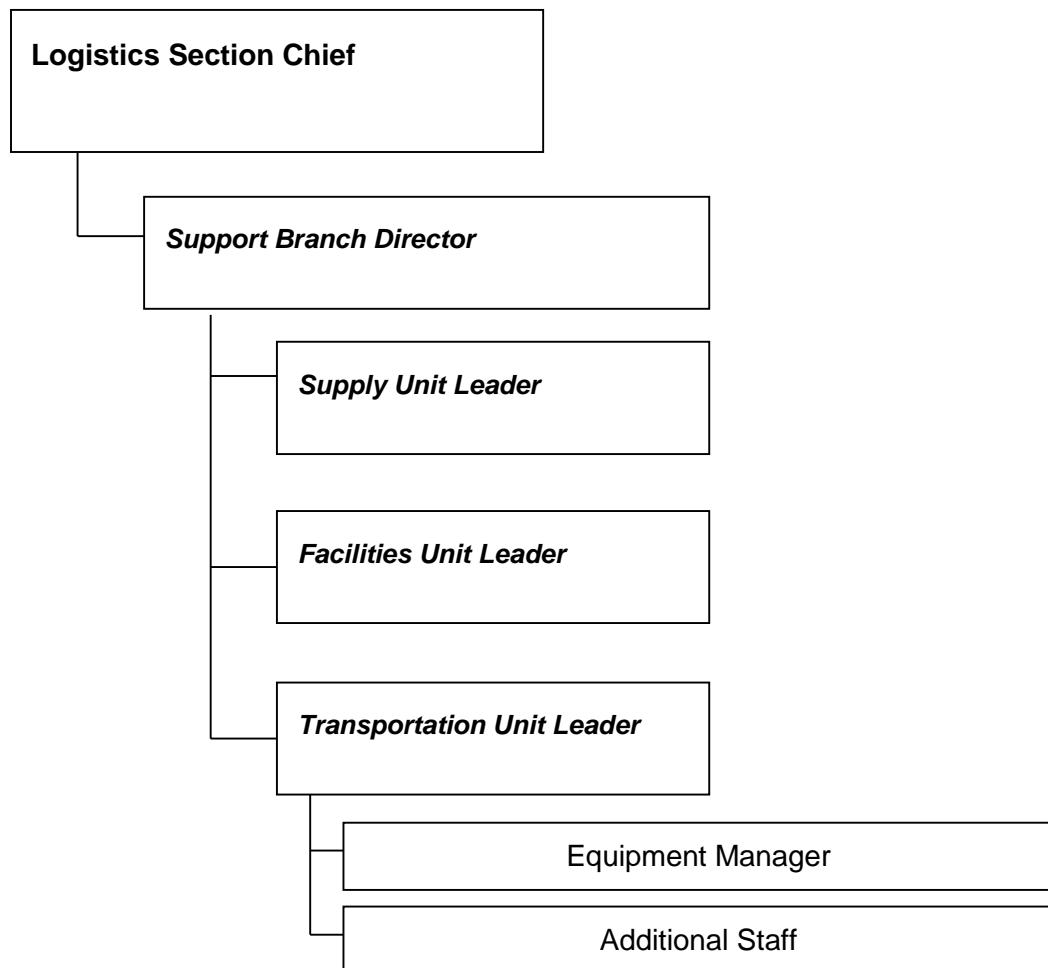 Logistics Section Chief
Support Branch Director
Supply Unit Leader
Facilities Unit Leader
Transportation Unit Leader
Equipment Manager
Additional Staff